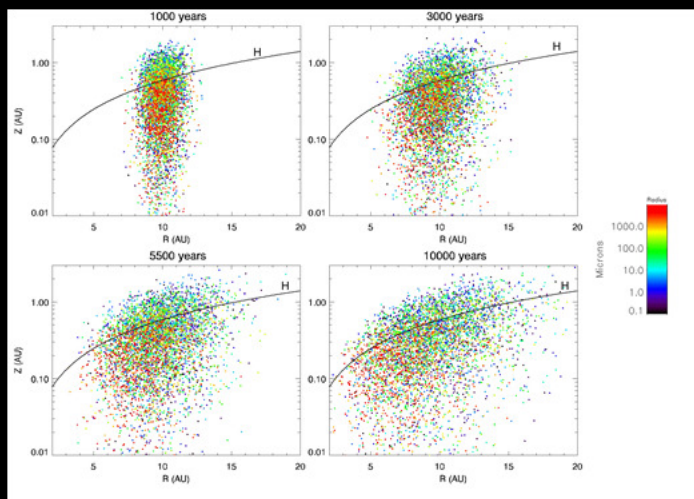 1000 years
3000 years
1.00
0.10
0.01
Z (AU)
H
5
10
15
20
R (AU)
1.00
0.10
0.01
Z (AU)
H
5
10
15
20
R (AU)
5500 years
10000 years
1.00
0.10
0.01
Z (AU)
H
5
10
15
20
R (AU)
1.00
0.10
0.01
H
5
10
15
20
R (AU)
Radius
Microns
1000.0
100.0
10.0
1.0
0.1